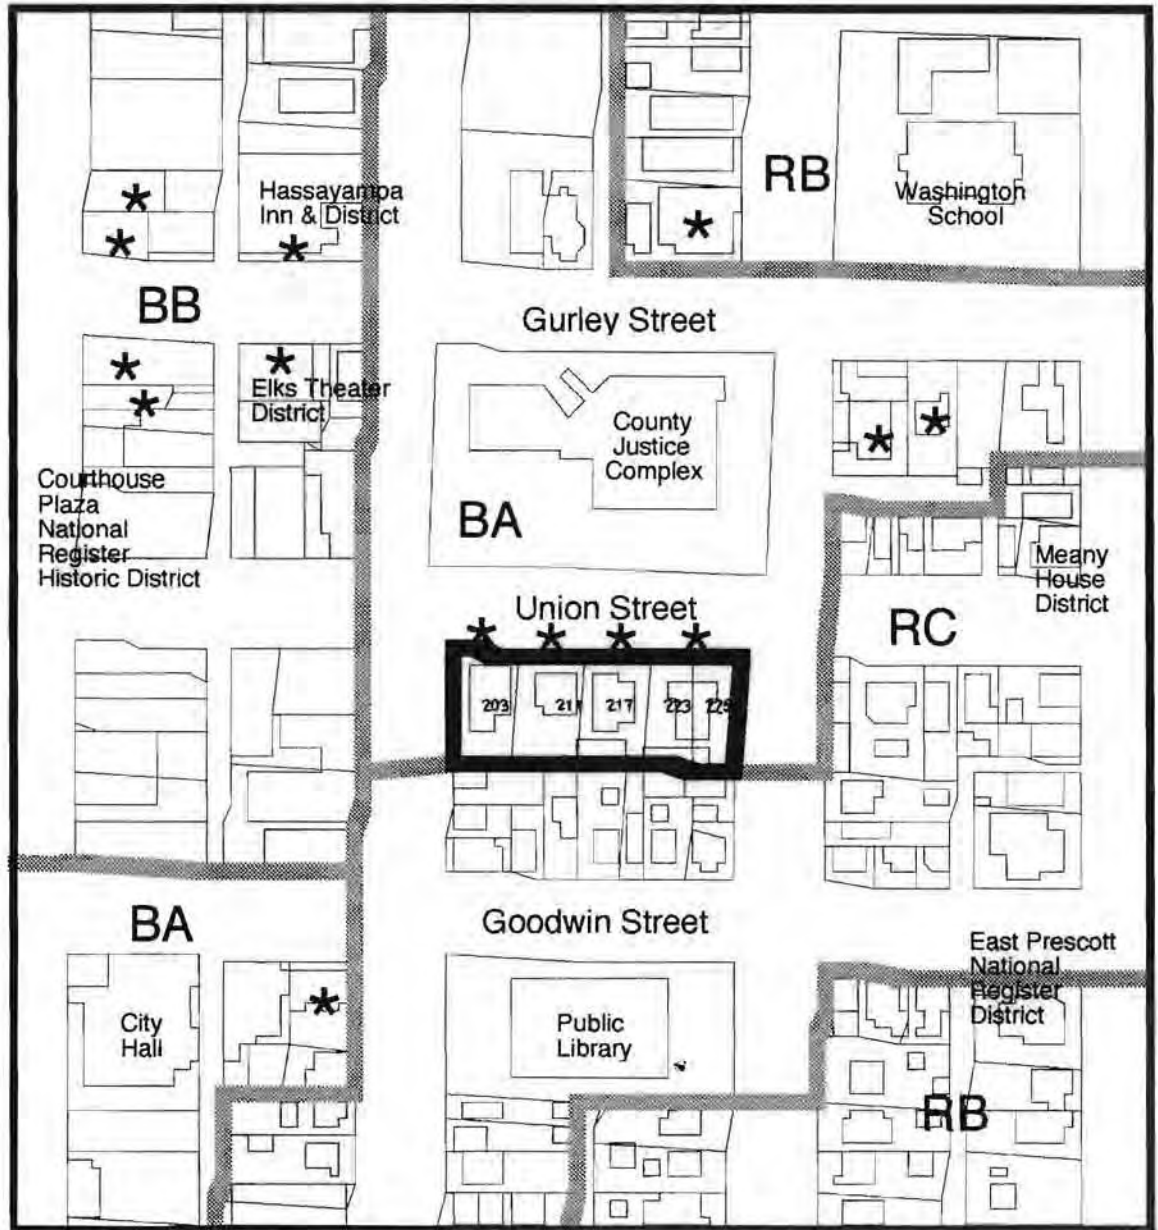 RB
Hassayampa
Inn & District
Washington
School
BB
Gurley Street
Elks Theater
District
County
Justice
Complex
Courthouse
Plaza
National
Register
Historic District
BA
Meany
House
District
Union Street
RC
203
211
217
223
225
BA
Goodwin Street
East Prescott
National
Register
District
City
Hall
Public
Library
RB